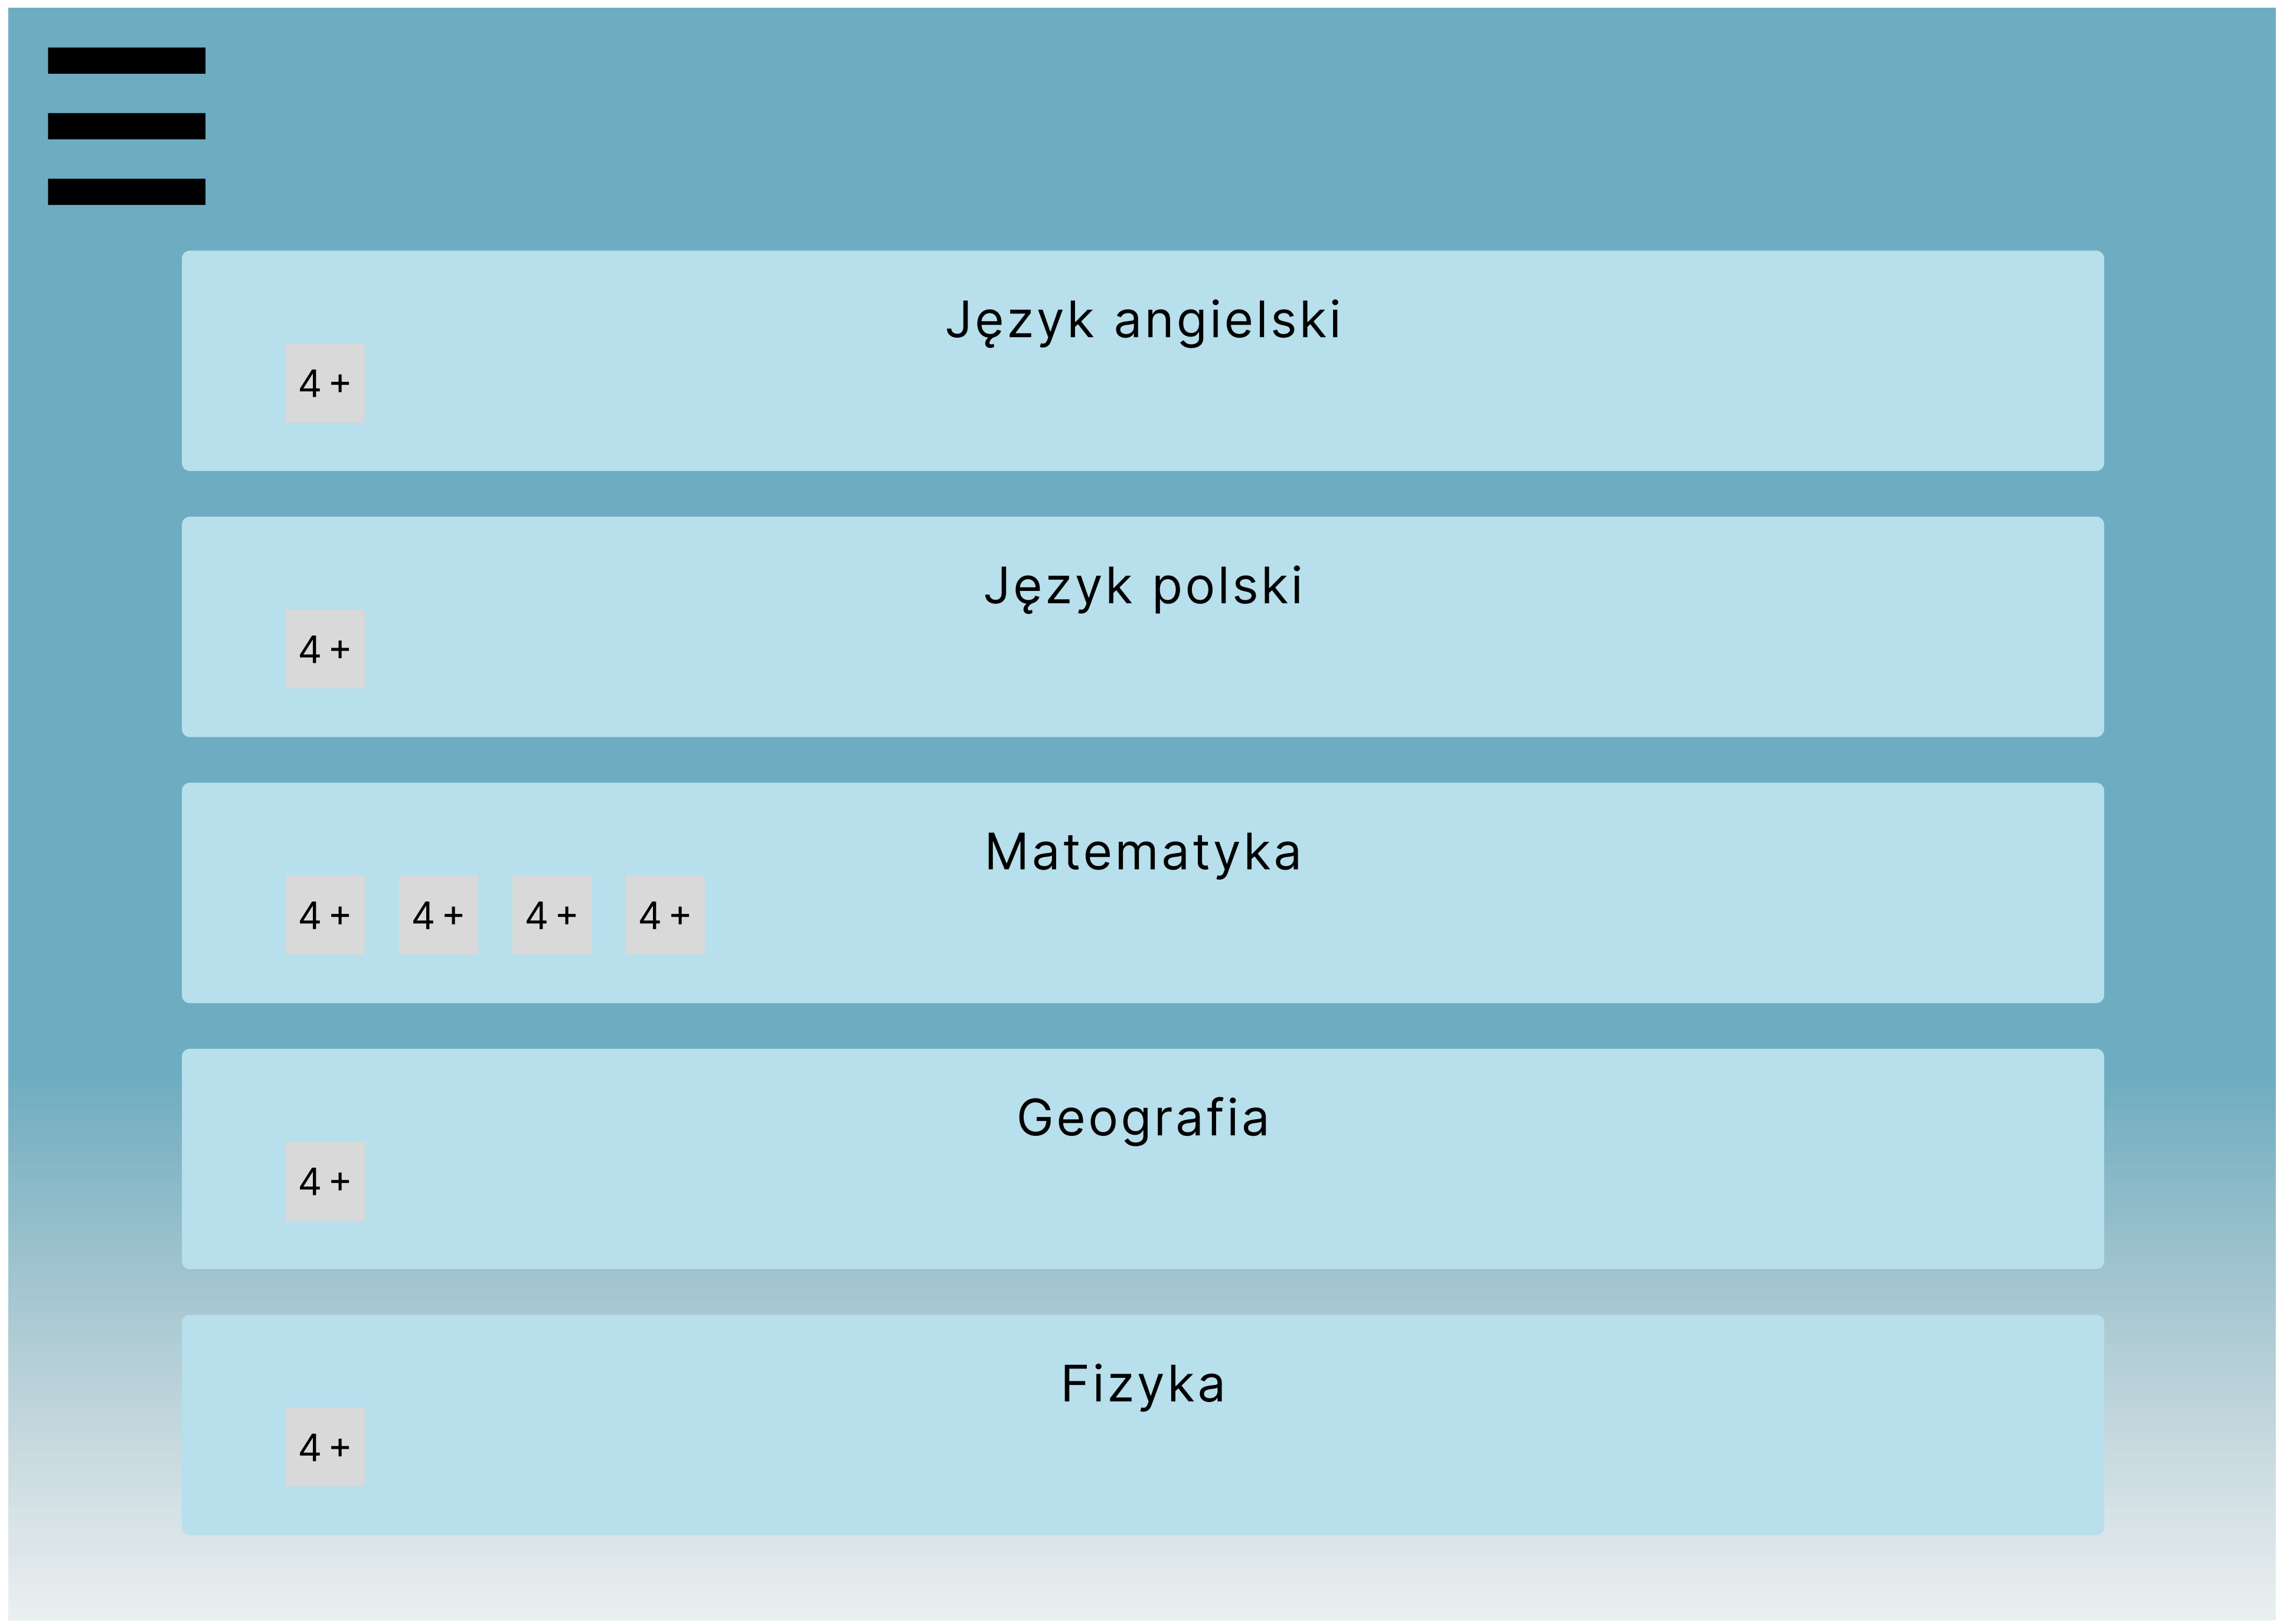 Język angielski
4+
Język polski
4+
Matematyka
4+ 4+ 4+ 4+
Geografia
4+
Fizyka
4+